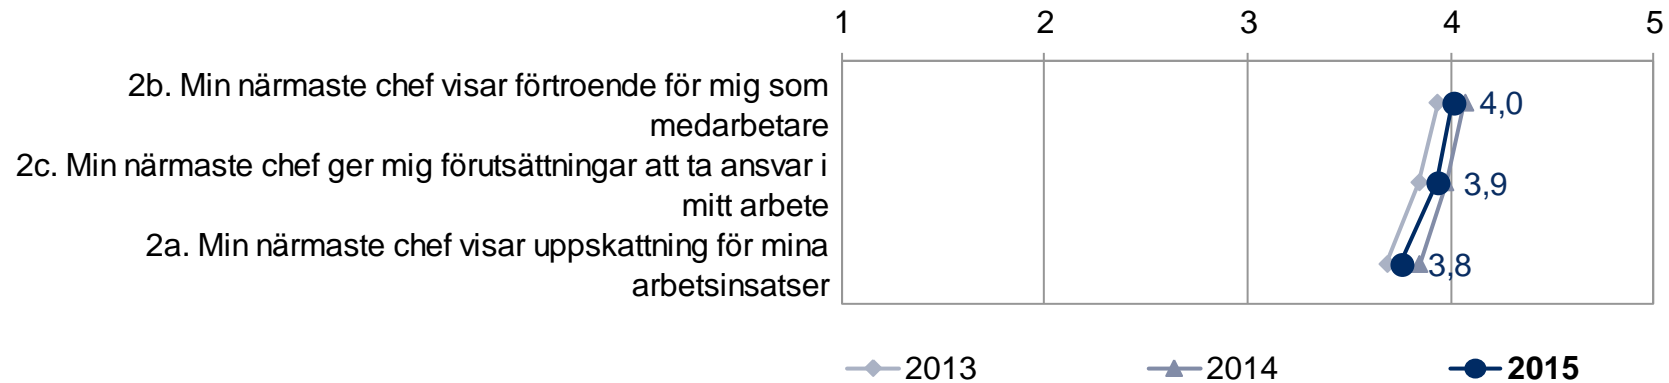 1 2 3 4 5
2b. Min närmaste chef visar förtroende för mig som
medarbetare
4,0
2c. Min närmaste chef ger mig förutsättningar att ta ansvar i
mitt arbete
3,9
2a. Min närmaste chef visar uppskattning för mina
arbetsinsatser
3,8
2013 2014 2015